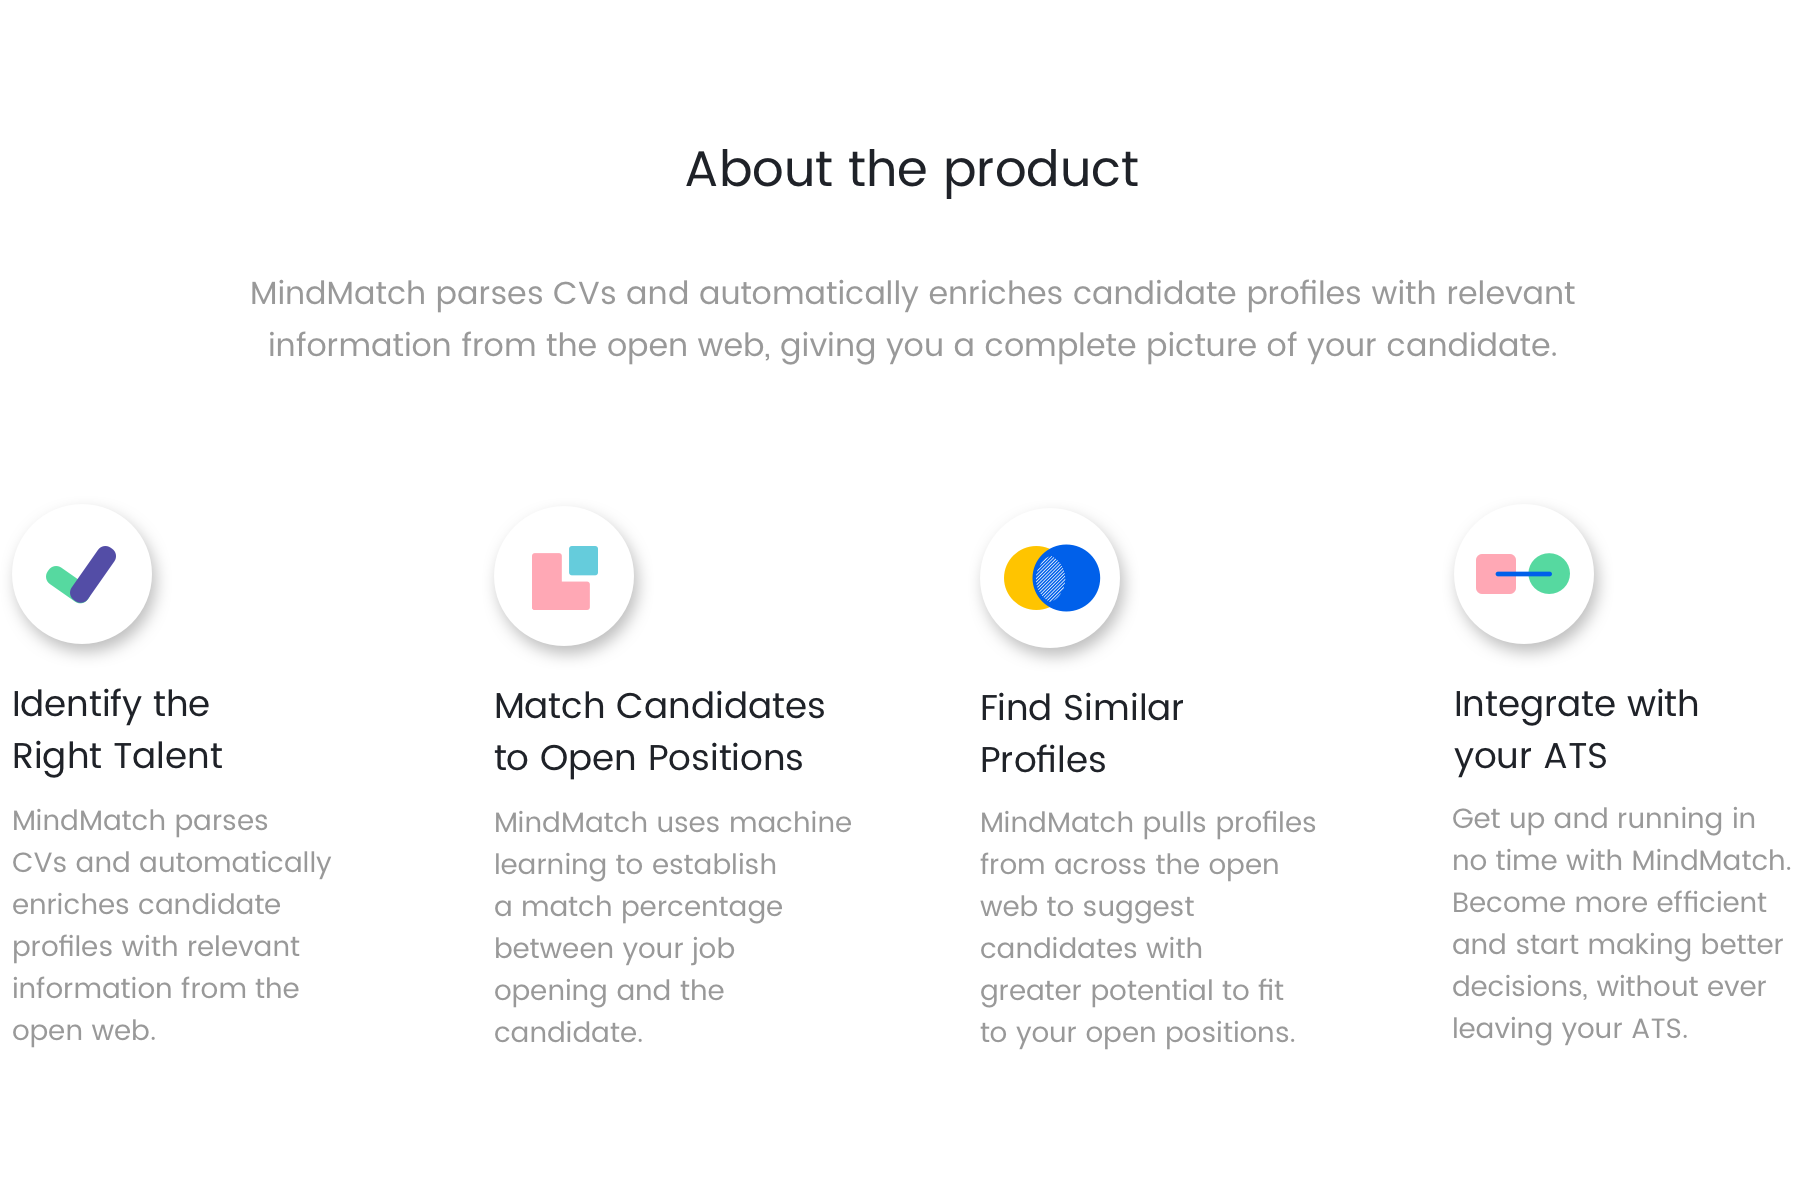 About the product
MindMatch parses CVs and automatically enriches candidate profiles with relevant
information from the open web, giving you a complete picture of your candidate.
Identify the
Right Talent
MindMatch parses
CVs and automatically
enriches candidate
profiles with relevant
information from the
open web.
Match Candidates
to Open Positions
MindMatch uses machine
learning to establish
a match percentage
between your job
opening and the
candidate.
Find Similar
Profiles
MindMatch pulls profiles
from across the open
web to suggest
candidates with
greater potential to fit
to your open positions.
Integrate with
your ATS
Get up and running in
no time with MindMatch.
Become more efficient
and start making better
decisions, without ever
leaving your ATS.